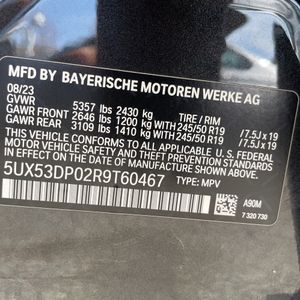 MFD BY BAYERISCHE MOTOREN WERKE AG
08/23
GVWR 5357 lbs 2430 kg TIRE / RIM
GAWR FRONT 2646 lbs 1200 kg WITH 245/50 R19 / 7.5J x 19
GAWR REAR 3109 lbs 1410 kg WITH 245/50 R19 / 7.5J x 19
THIS VEHICLE CONFORMS TO ALL APPLICABLE U.S. FEDERAL
MOTOR VEHICLE SAFETY STANDARDS IN EFFECT ON THE
DATE OF MANUFACTURE SHOWN ABOVE.
5UX53DP02R9T60467 TYPE: MPV
A90M
7 320 730